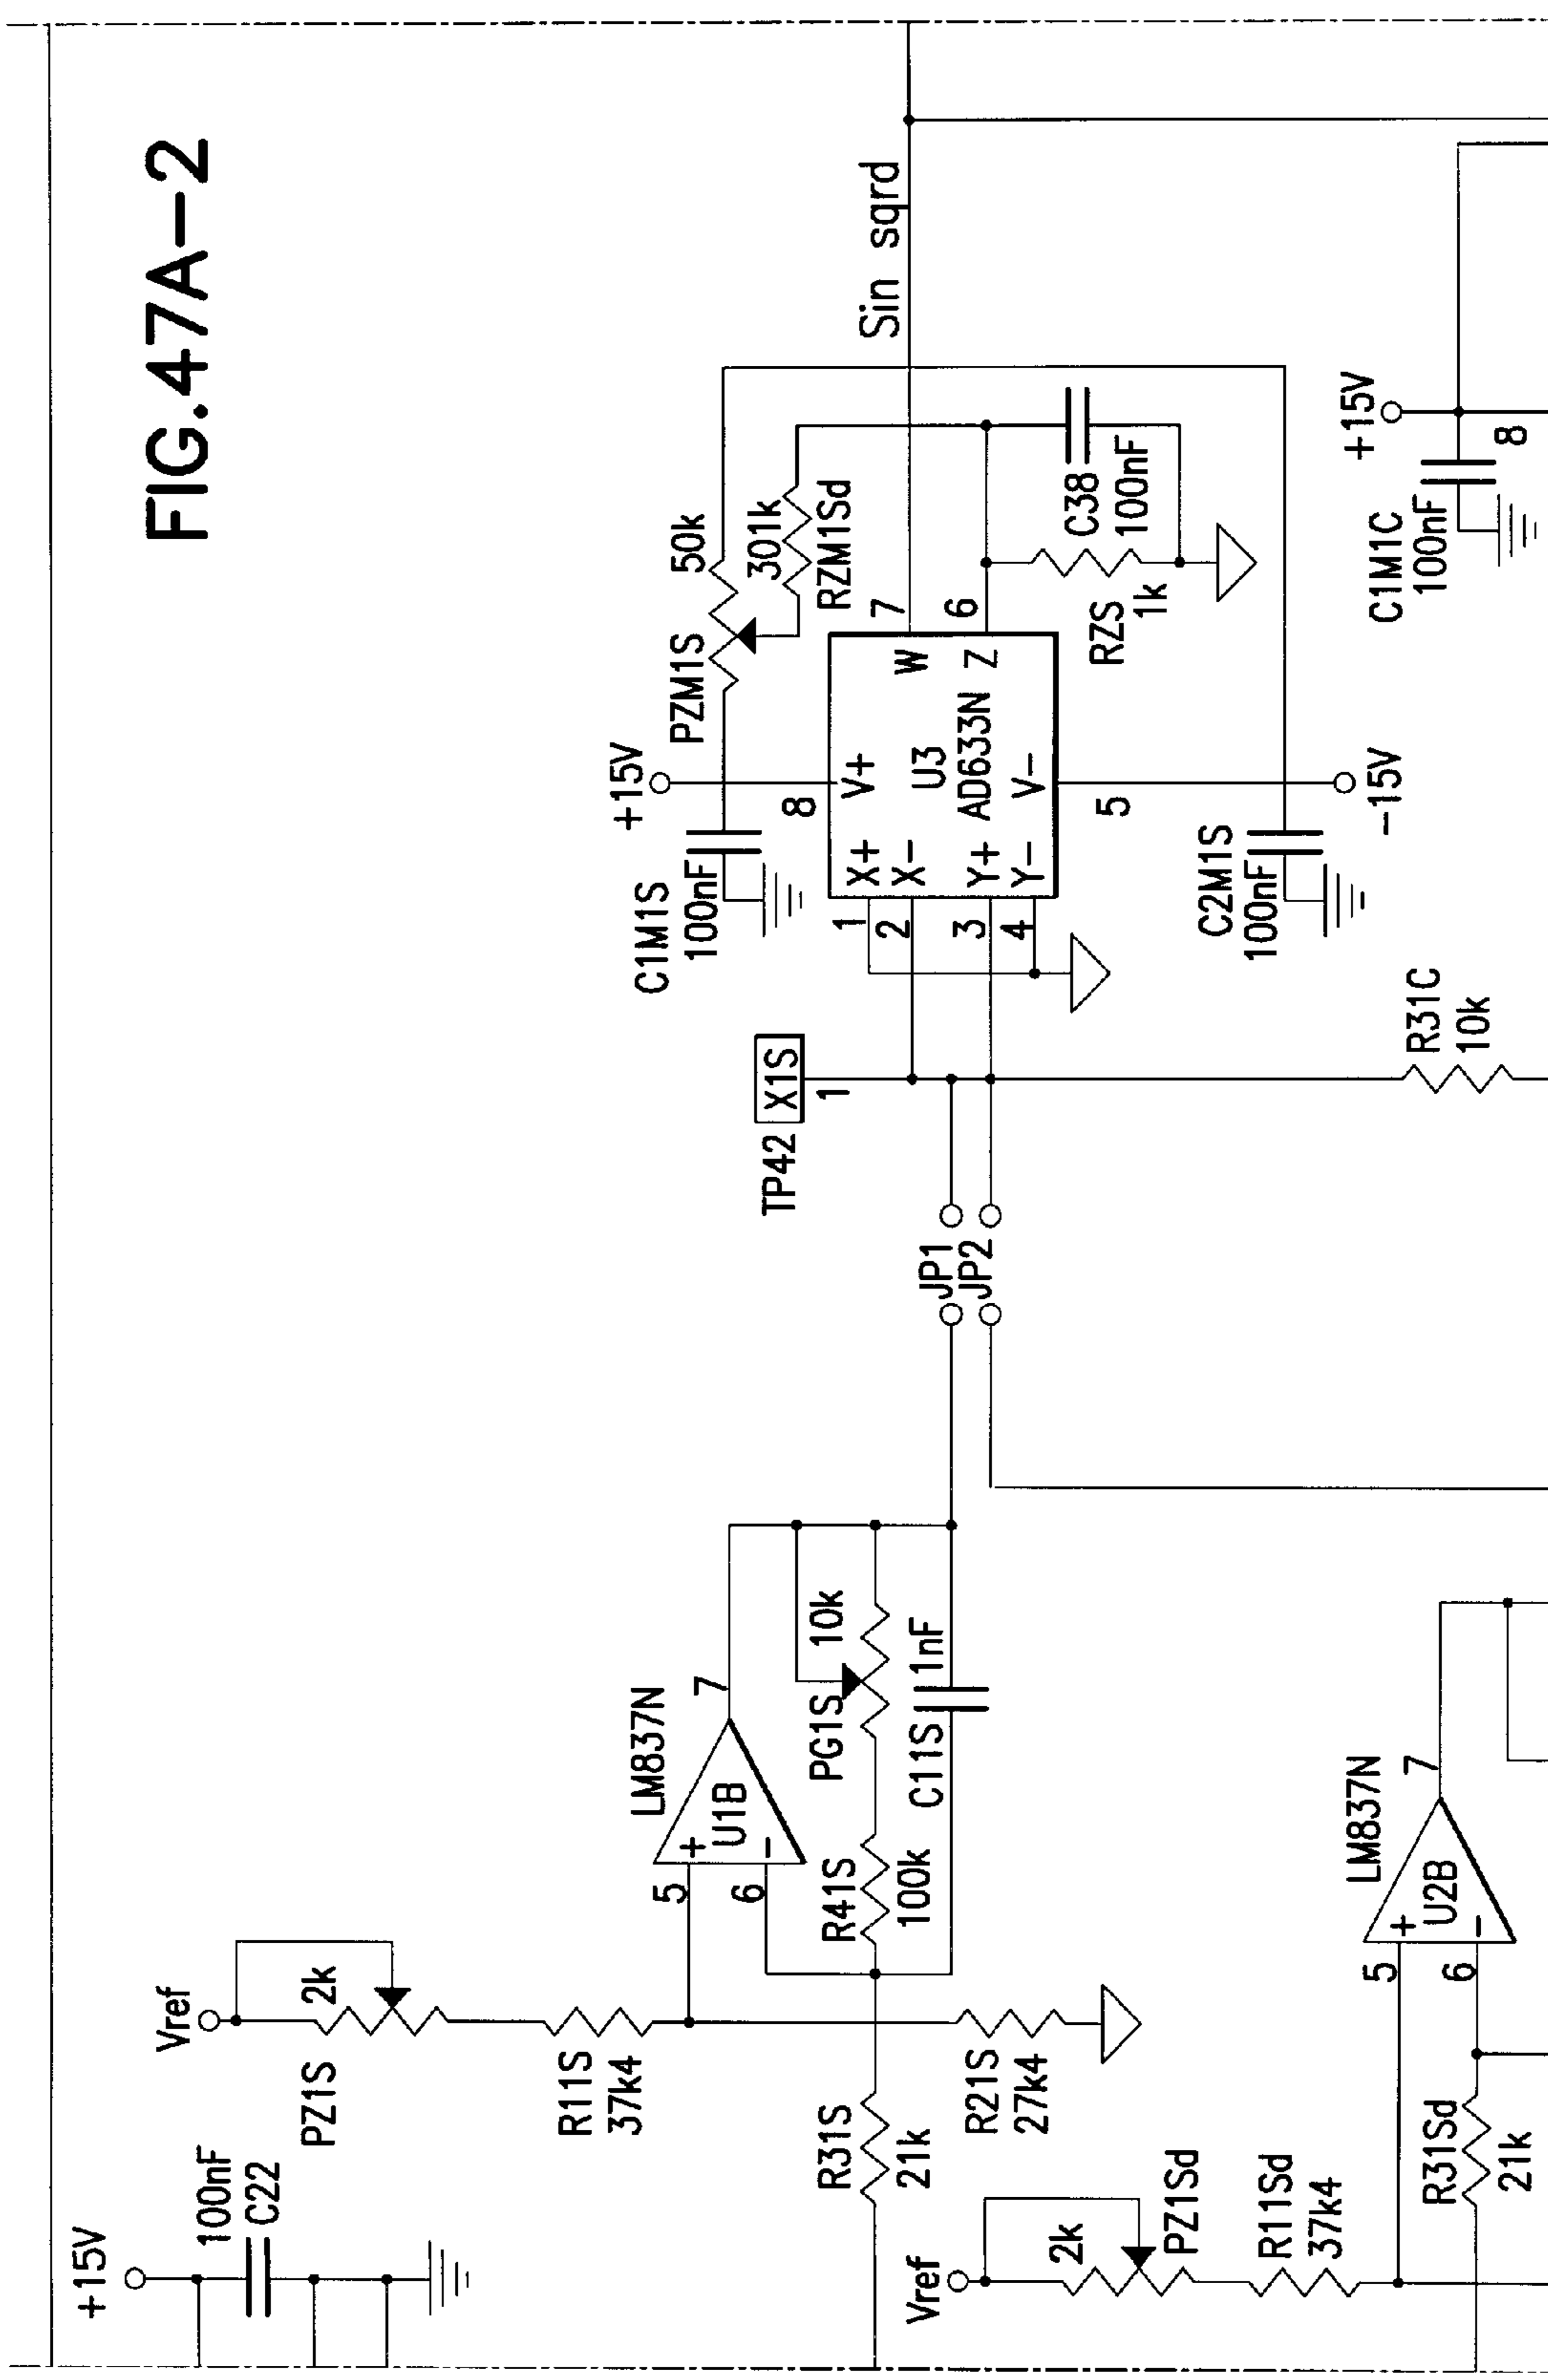 FIG.47A-2
+15V
100nF
C22
Vref
PZ1S
2k
R11S
37k4
LM837N
U1B
+
-
5
6
7
R41S
100k
PG1S
10k
C11S
1nF
R31S
21k
R21S
27k4
TP42
X1S
1
JP1
JP2
+15V
C1M1S
100nF
PZM1S
50k
301k
RZM1Sd
8
V+
X+
X-
Y+
Y-
1
2
3
4
U3
AD633N
V-
5
W
Z
7
6
Sin sqrd
RZS
1k
C38
100nF
C2M1S
100nF
-15V
Vref
2k
PZ1Sd
R11Sd
37k4
R31Sd
21k
LM837N
U2B
+
-
5
6
7
R31C
10k
+15V
C1M1C
100nF
8